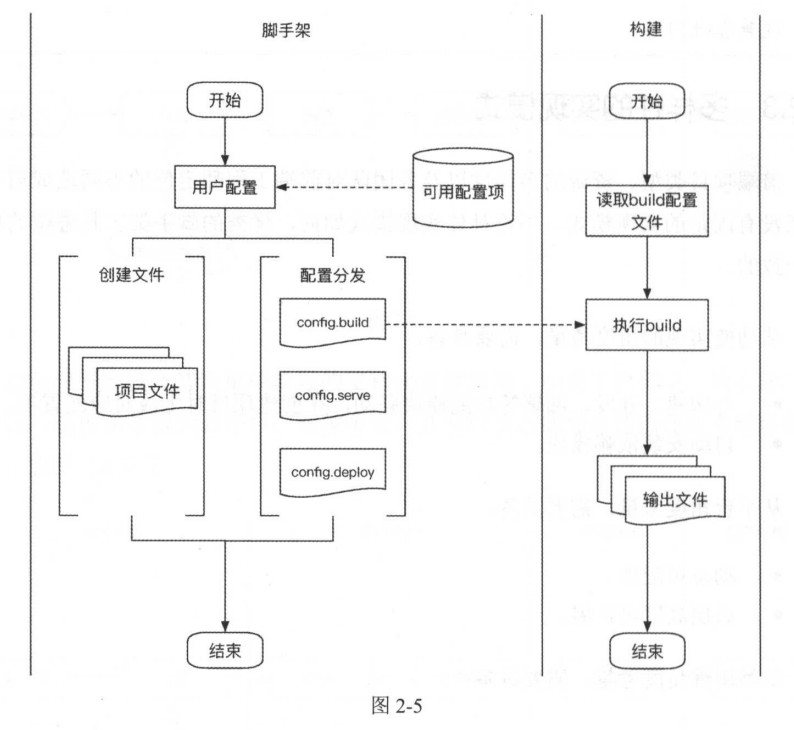 脚手架
构建
开始
用户配置
可用配置项
创建文件
配置分发
项目文件
config.build
config.serve
config.deploy
结束
开始
读取build配置
文件
执行build
输出文件
结束
图 2-5